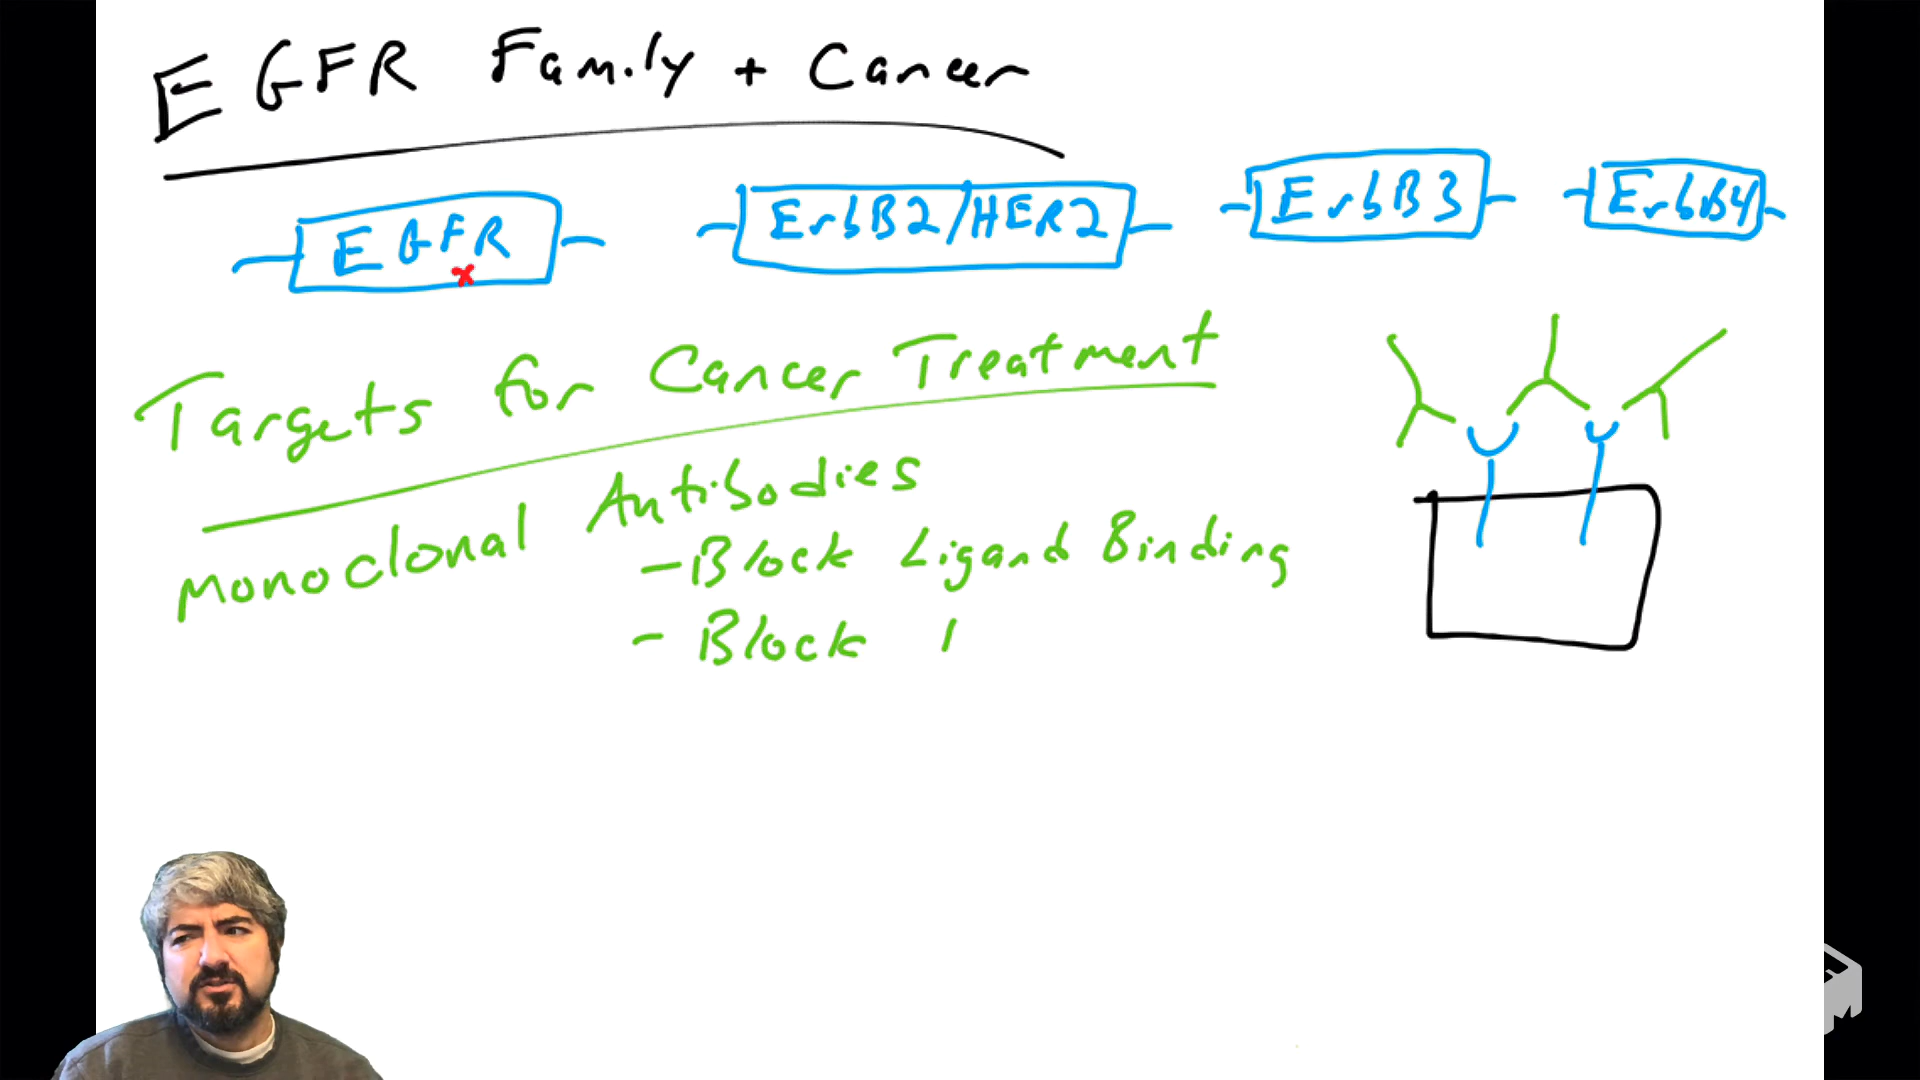 EGFR Family + Cancer
EGFR ErbB2/HER2 ErbB3 ErbB4
Targets for Cancer Treatment
Monoclonal Antibodies
- Block Ligand Binding
- Block